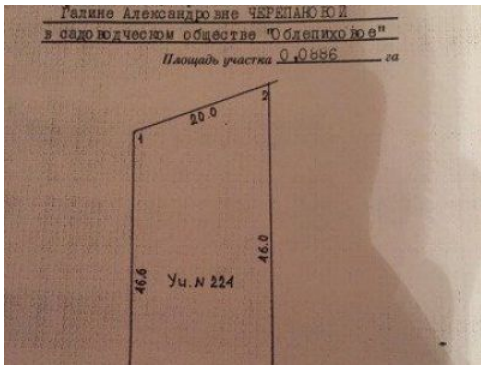 Галине Александровне ЧЕРЕПАНОВОЙ
в садоводческом обществе "Облепиховое"
Площадь участка 0,0886 га
2
20.0
1
46.6
46.0
Уч. N 224